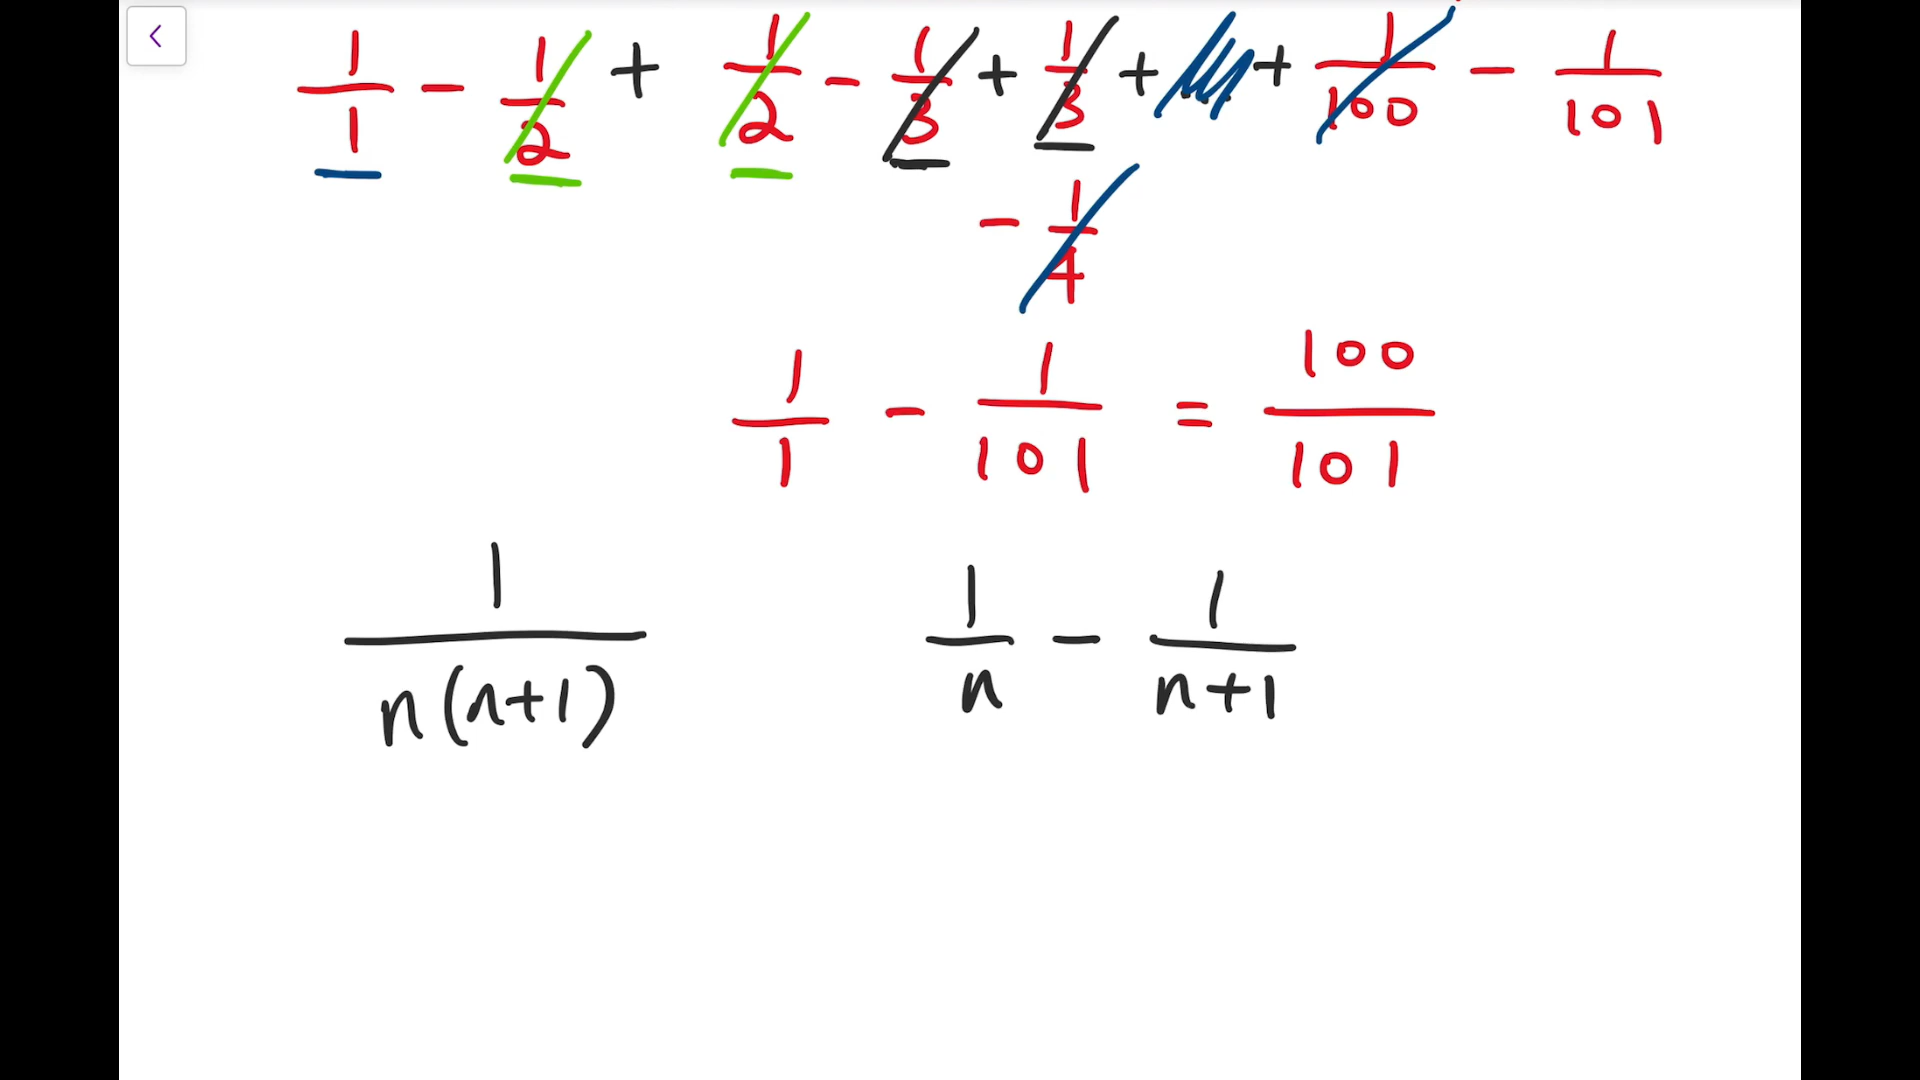 1/1 - 1/2 + 1/2 - 1/3 + 1/3 + + 1/100 - 1/101
- 1/4
1/1 - 1/101 = 100/101
1/n(n+1) 1/n - 1/n+1